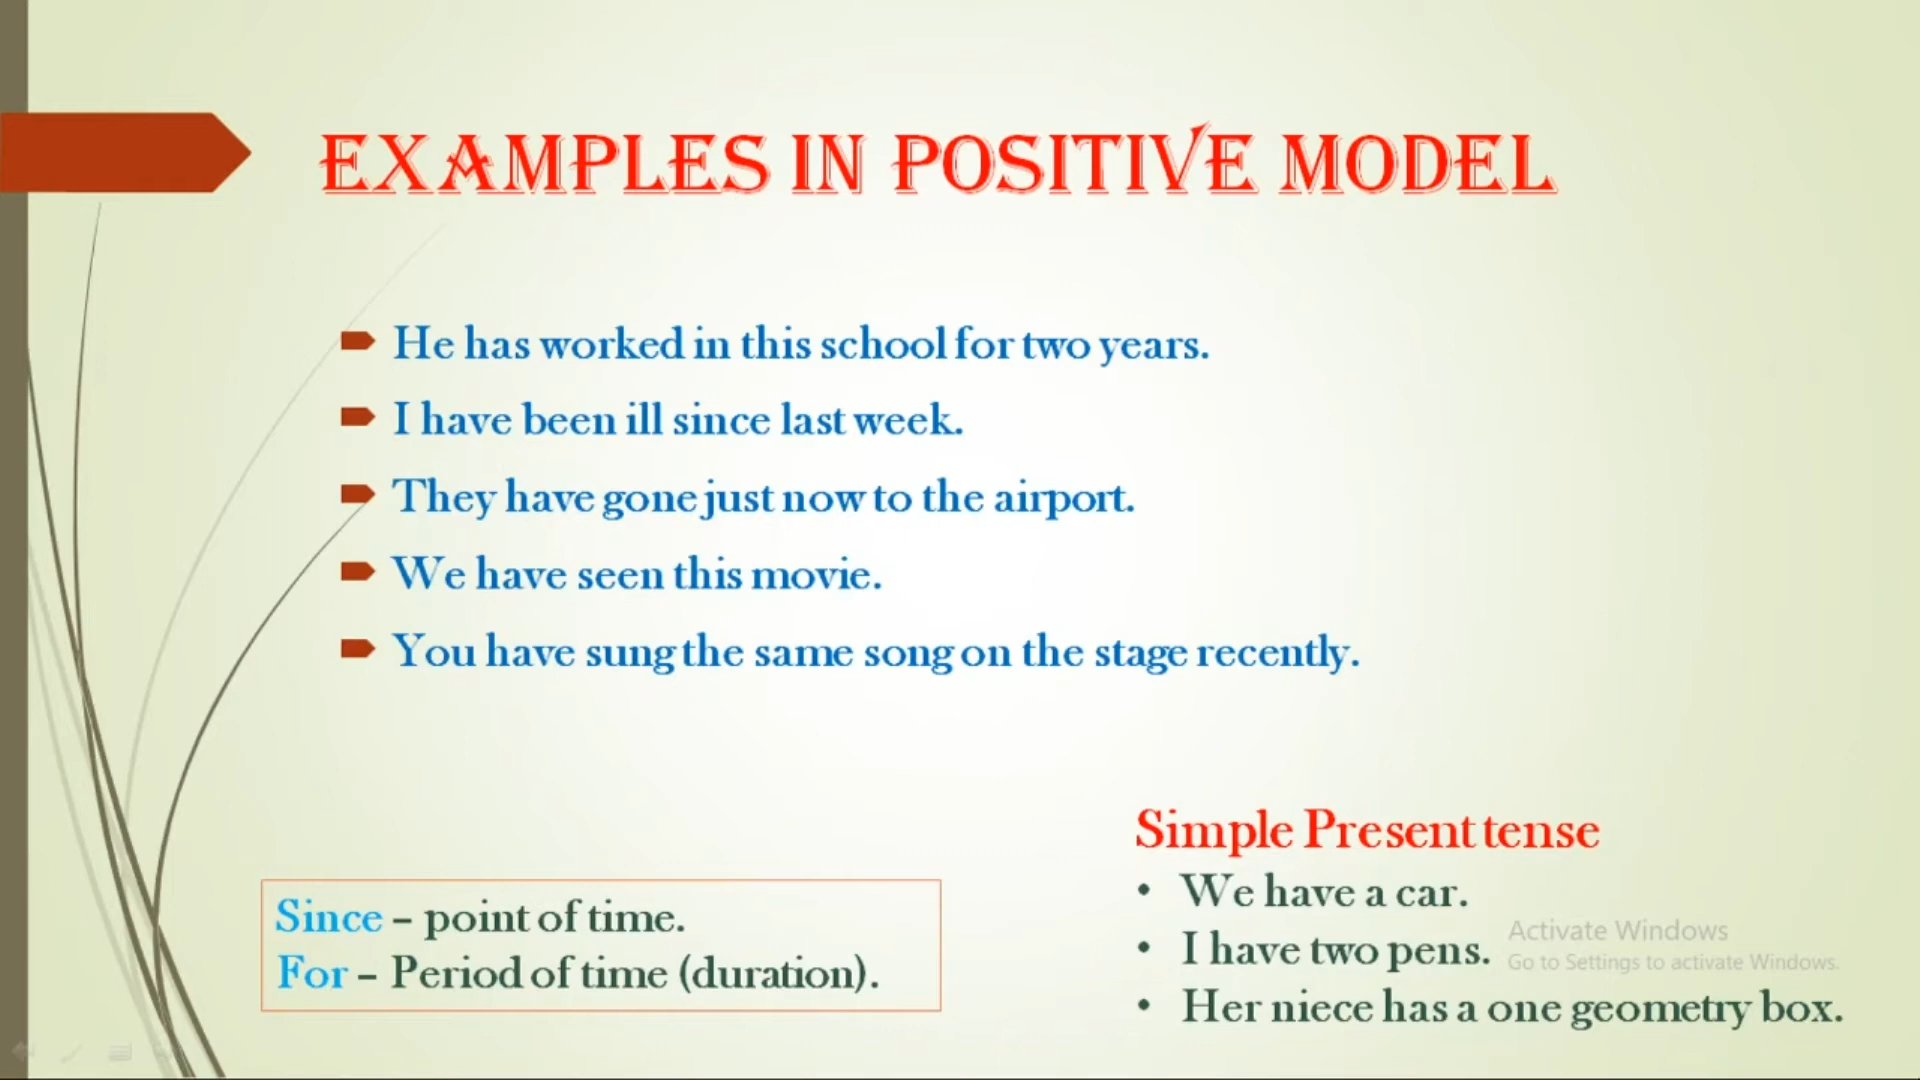 EXAMPLES IN POSITIVE MODEL
He has worked in this school for two years.
I have been ill since last week.
They have gone just now to the airport.
We have seen this movie.
You have sung the same song on the stage recently.
Since – point of time.
For – Period of time (duration).
Simple Present tense
• We have a car.
• I have two pens.
• Her niece has a one geometry box.
Activate Windows
Go to Settings to activate Windows.